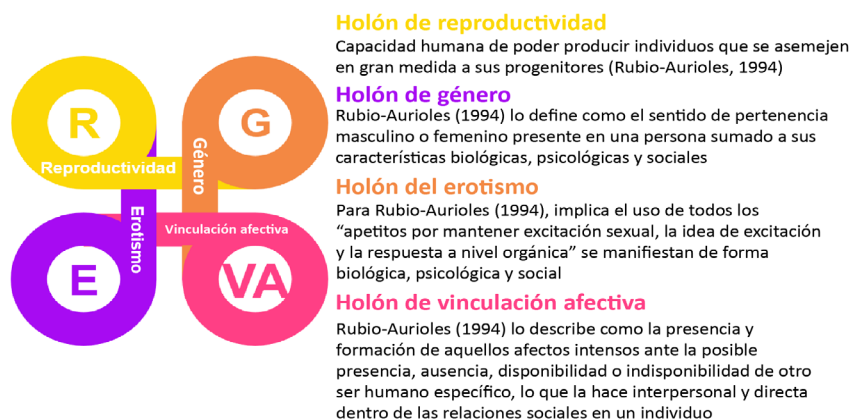 R
G
Reproductividad
Género
Erotismo
Vinculación afectiva
E
VA
Holón de reproductividad
Capacidad humana de poder producir individuos que se asemejen
en gran medida a sus progenitores (Rubio-Aurioles, 1994)
Holón de género
Rubio-Aurioles (1994) lo define como el sentido de pertenencia
masculino o femenino presente en una persona sumado a sus
características biológicas, psicológicas y sociales
Holón del erotismo
Para Rubio-Aurioles (1994), implica el uso de todos los
“apetitos por mantener excitación sexual, la idea de excitación
y la respuesta a nivel orgánica” se manifiestan de forma
biológica, psicológica y social
Holón de vinculación afectiva
Rubio-Aurioles (1994) lo describe como la presencia y
formación de aquellos afectos intensos ante la posible
presencia, ausencia, disponibilidad o indisponibilidad de otro
ser humano específico, lo que la hace interpersonal y directa
dentro de las relaciones sociales en un individuo